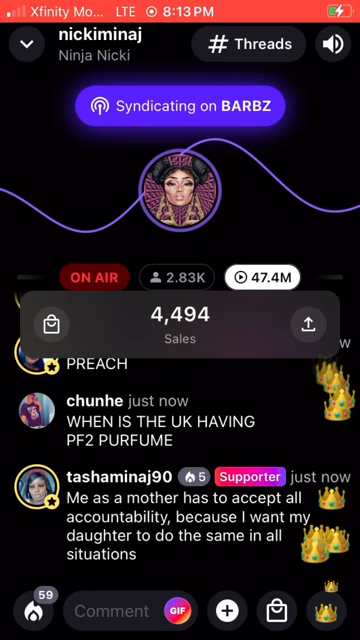 Xfinity Mo... LTE 8:13 PM
nickiminaj
Ninja Nicki
Threads
Syndicating on BARBZ
ON AIR 2.83K 47.4M
4,494
Sales
PREACH
chunhe just now
WHEN IS THE UK HAVING
PF2 PURFUME
tashaminaj90 5 Supporter just now
Me as a mother has to accept all
accountability, because I want my
daughter to do the same in all
situations
59
Comment GIF